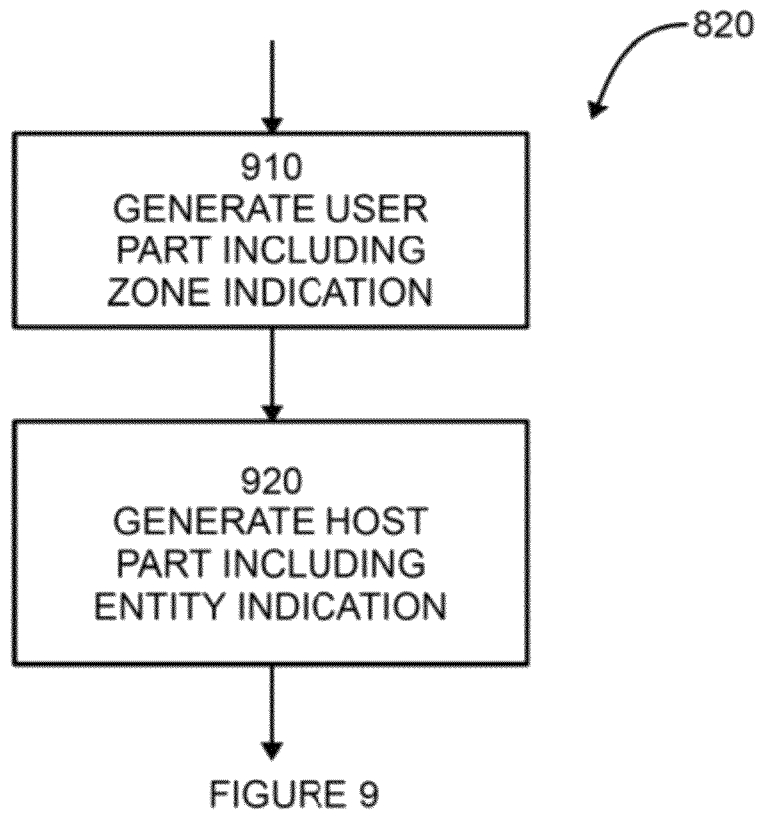 820
910
GENERATE USER
PART INCLUDING
ZONE INDICATION
920
GENERATE HOST
PART INCLUDING
ENTITY INDICATION
FIGURE 9